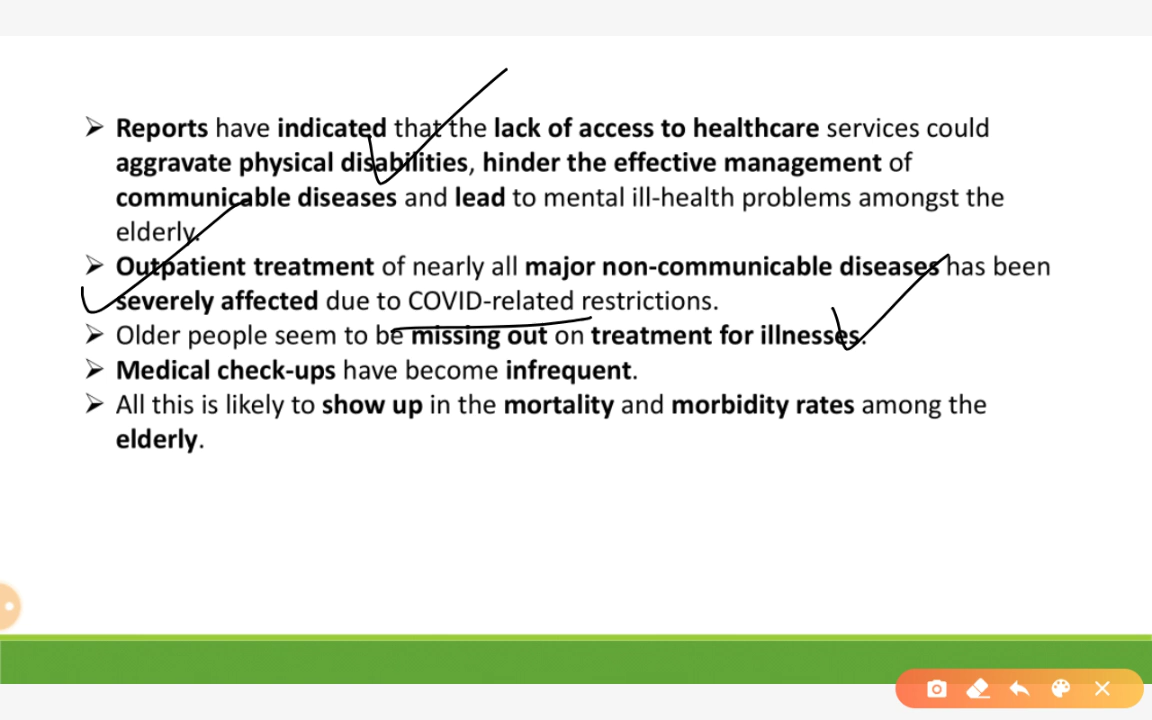 ➢ Reports have indicated that the lack of access to healthcare services could
aggravate physical disabilities, hinder the effective management of
communicable diseases and lead to mental ill-health problems amongst the
elderly.
➢ Outpatient treatment of nearly all major non-communicable diseases has been
severely affected due to COVID-related restrictions.
➢ Older people seem to be missing out on treatment for illnesses.
➢ Medical check-ups have become infrequent.
➢ All this is likely to show up in the mortality and morbidity rates among the
elderly.